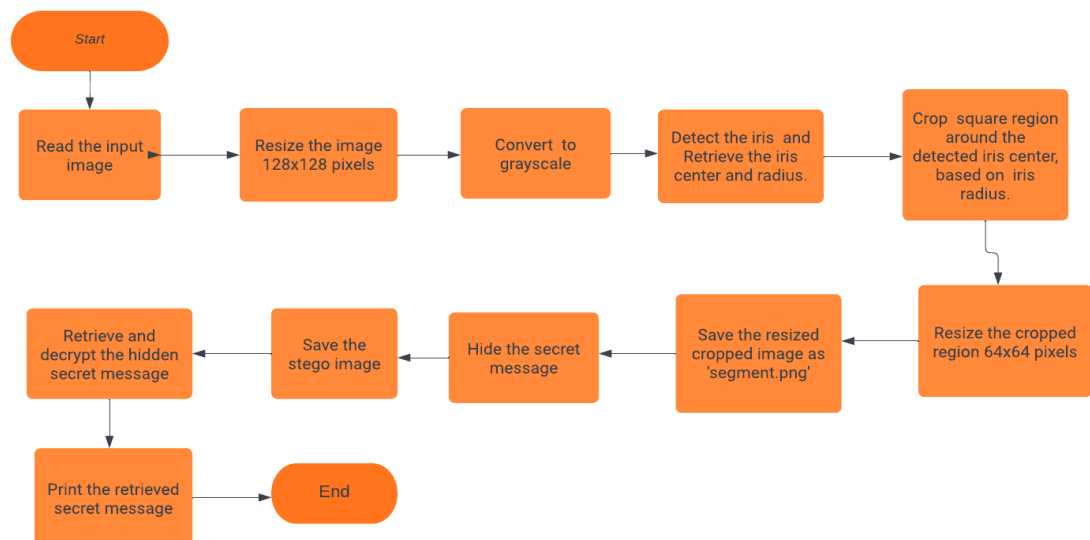 Start
Read the input
image
Resize the image
128x128 pixels
Convert to
grayscale
Detect the iris and
Retrieve the iris
center and radius.
Crop square region
around the
detected iris center,
based on iris
radius.
Resize the cropped
region 64x64 pixels
Save the resized
cropped image as
'segment.png'
Hide the secret
message
Save the
stego image
Retrieve and
decrypt the hidden
secret message
Print the retrieved
secret message
End